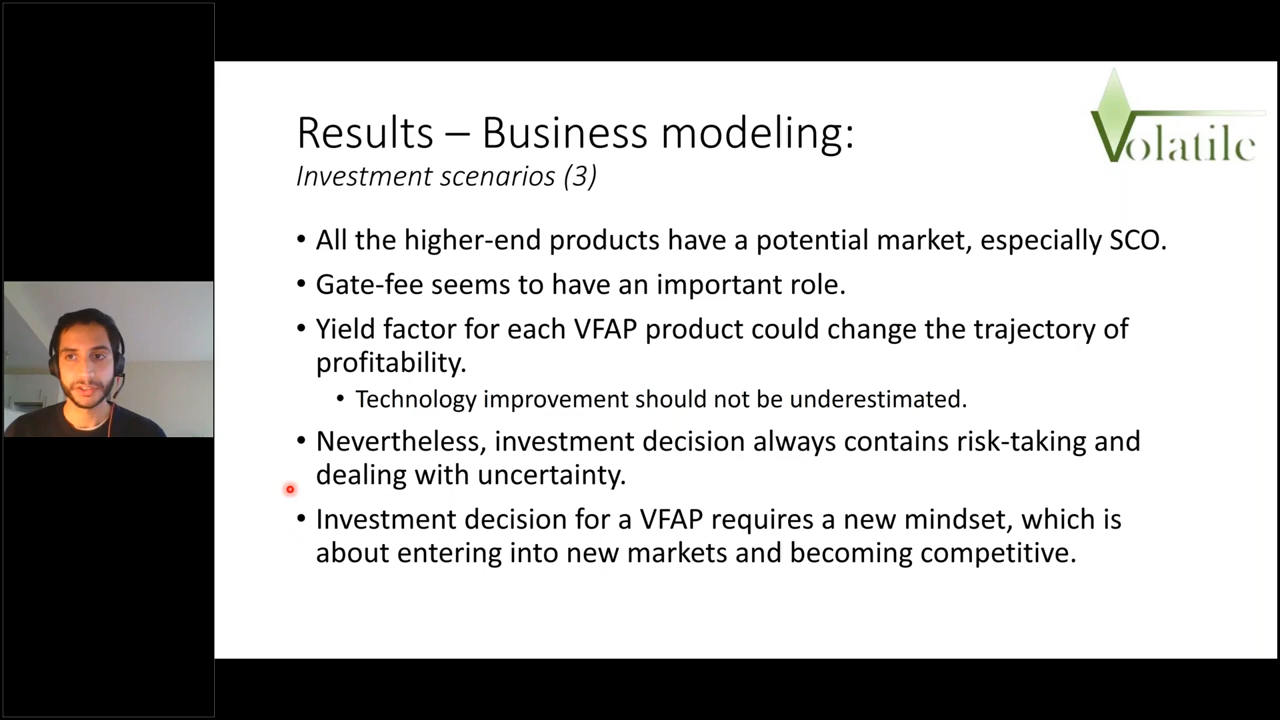 Volatile
Results – Business modeling:
Investment scenarios (3)
• All the higher-end products have a potential market, especially SCO.
• Gate-fee seems to have an important role.
• Yield factor for each VFAP product could change the trajectory of
profitability.
• Technology improvement should not be underestimated.
• Nevertheless, investment decision always contains risk-taking and
dealing with uncertainty.
• Investment decision for a VFAP requires a new mindset, which is
about entering into new markets and becoming competitive.